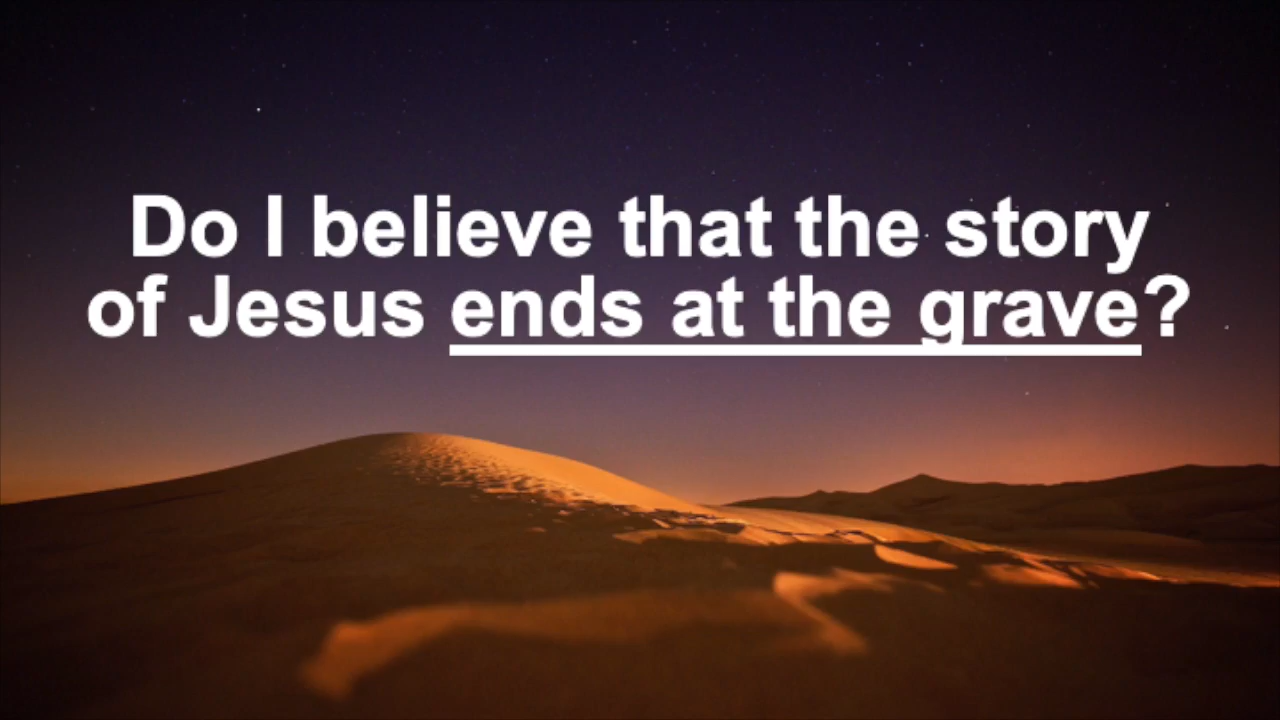 Do I believe that the story
of Jesus ends at the grave?